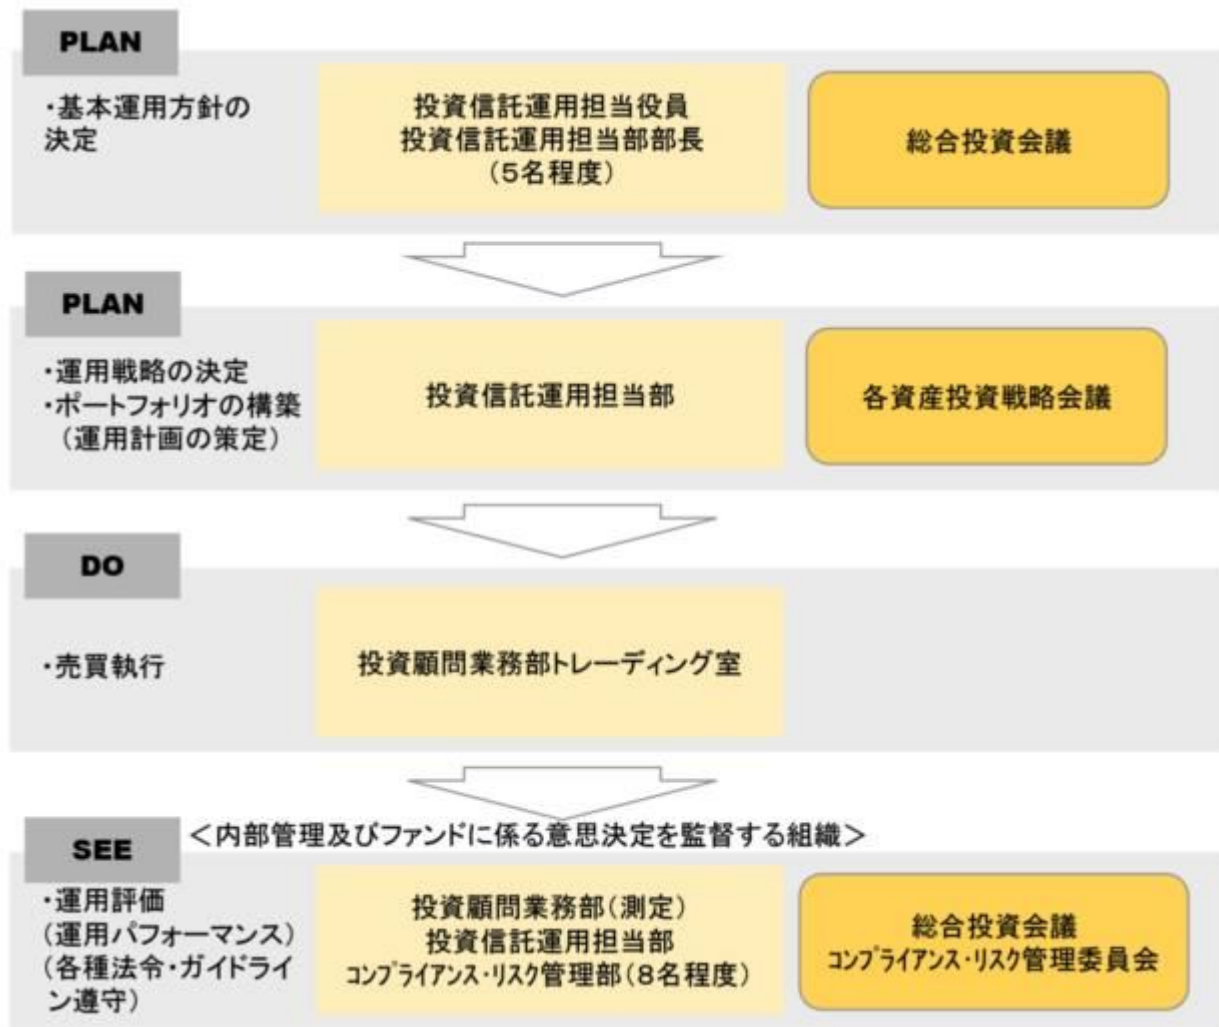 PLAN
・基本運用方針の
決定
投資信託運用担当役員
投資信託運用担当部部長
(5名程度)
総合投資会議
PLAN
・運用戦略の決定
・ポートフォリオの構築
(運用計画の策定)
投資信託運用担当部
各資産投資戦略会議
DO
・売買執行
投資顧問業務部トレーディング室
SEE
＜内部管理及びファンドに係る意思決定を監督する組織＞
・運用評価
(運用パフォーマンス)
(各種法令・ガイドライ
ン遵守)
投資顧問業務部(測定)
投資信託運用担当部
ｺﾝﾌﾟﾗｲｱﾝｽ・ﾘｽｸ管理部(8名程度)
総合投資会議
ｺﾝﾌﾟﾗｲｱﾝｽ・ﾘｽｸ管理委員会